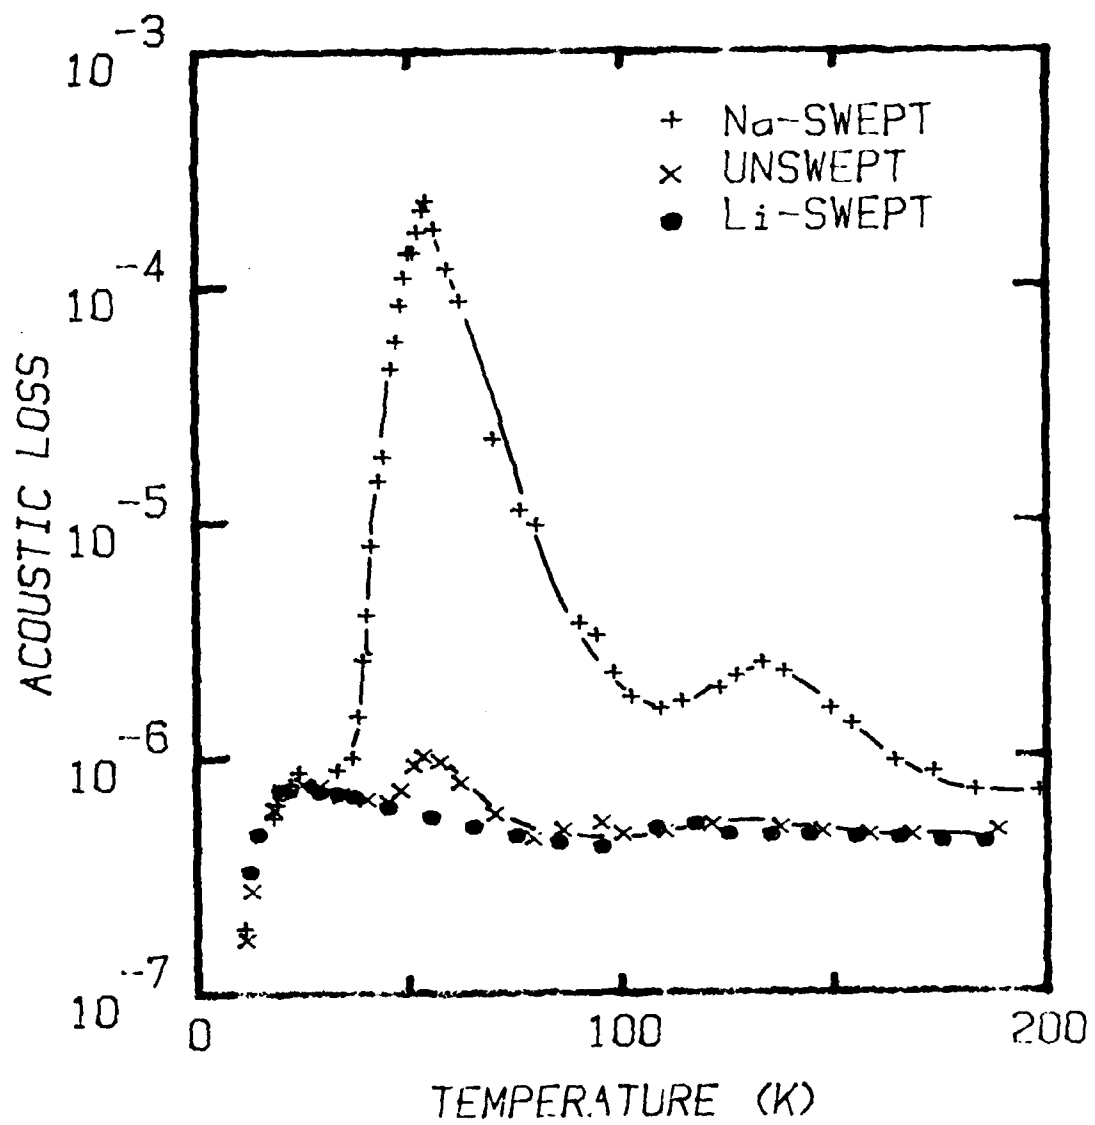 10^-3
+ Na-SWEPT
× UNSWEPT
● Li-SWEPT
10^-4
ACOUSTIC LOSS
10^-5
10^-6
10^-7
0 100 200
TEMPERATURE (K)